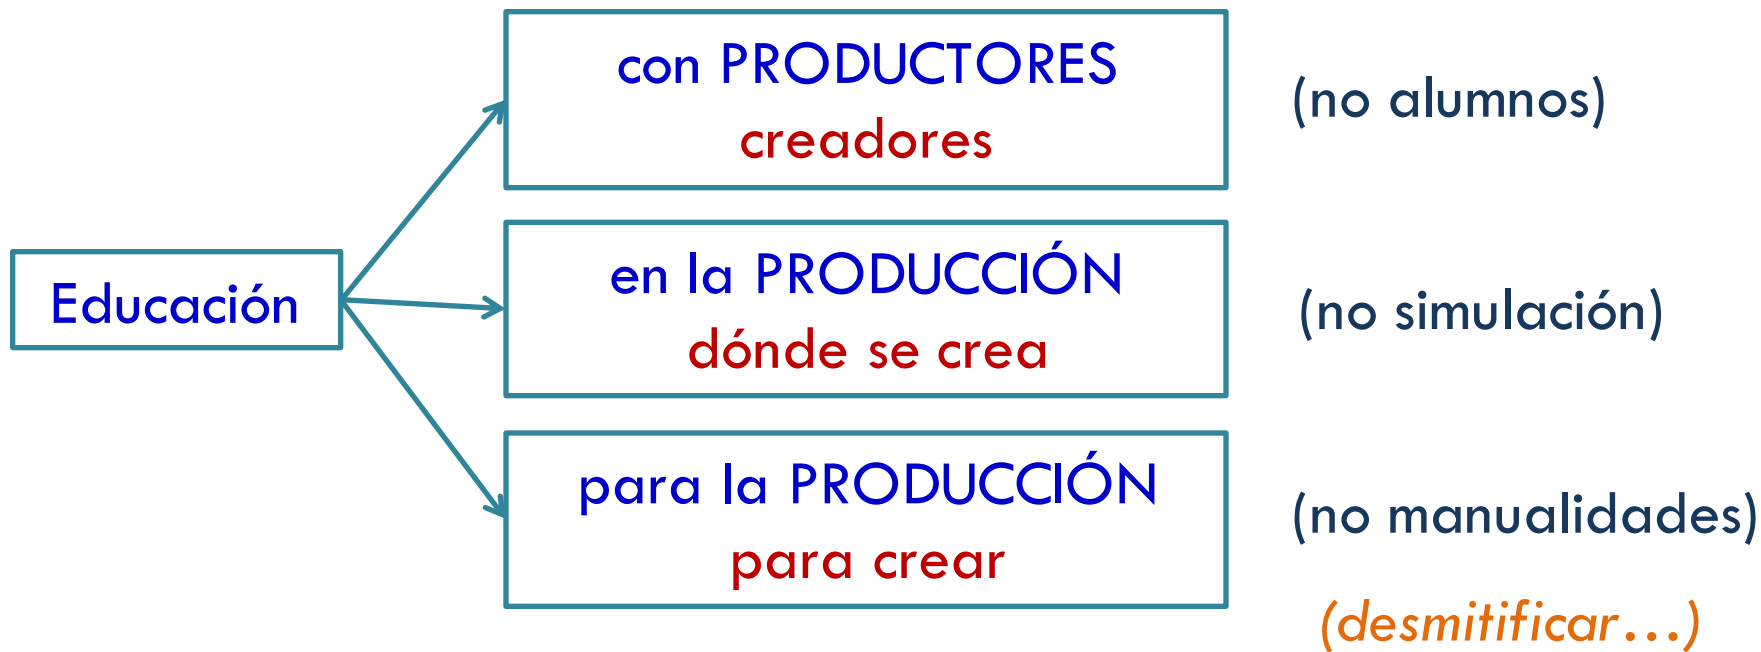 Educación
con PRODUCTORES
creadores
(no alumnos)
en la PRODUCCIÓN
dónde se crea
(no simulación)
para la PRODUCCIÓN
para crear
(no manualidades)
(desmitificar...)